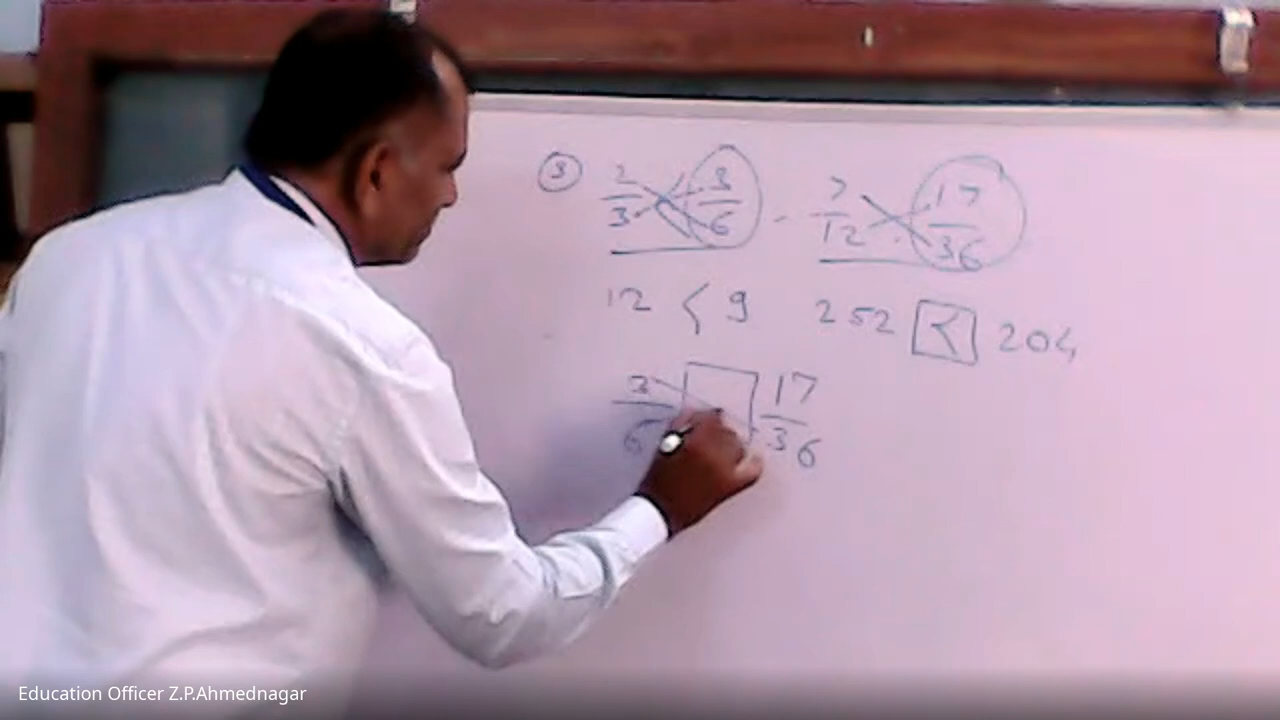 ③ 2/3 3/6 - 7/12 17/36
12 < 9 252 < 204
3/6 17/36
Education Officer Z.P.Ahmednagar